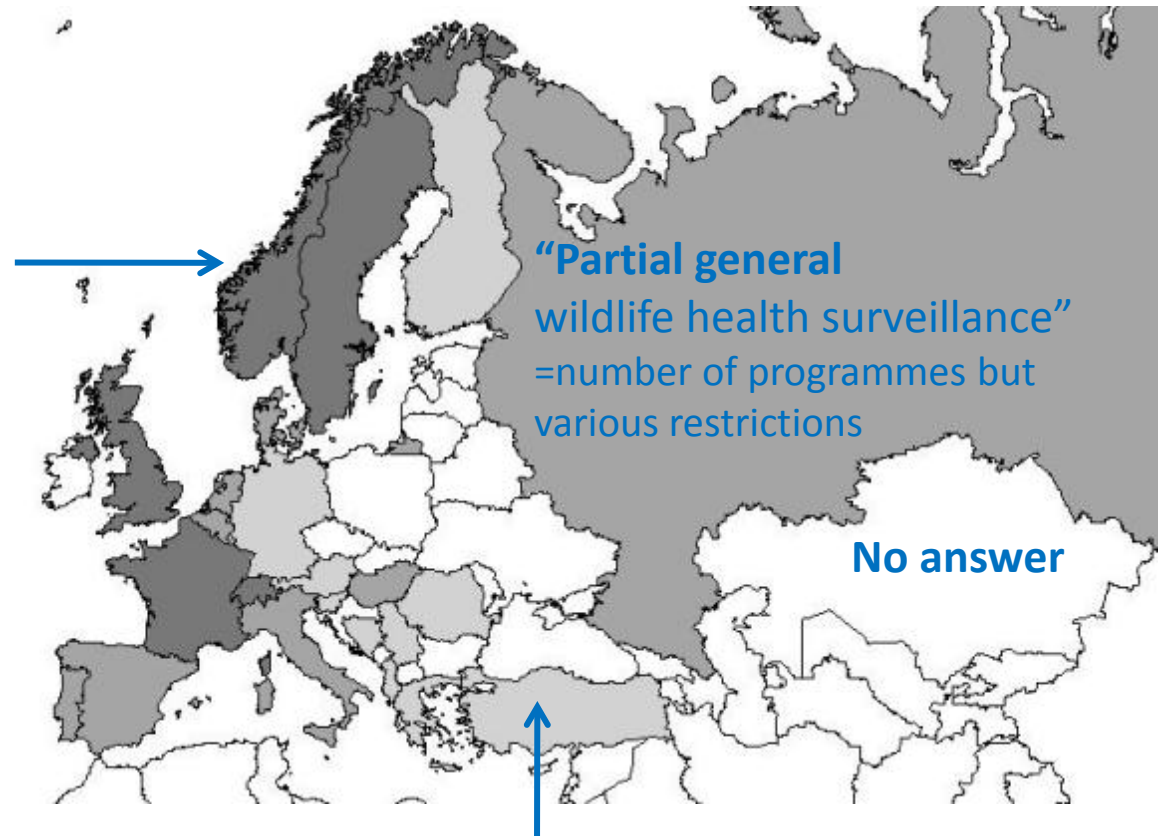 “Partial general
wildlife health surveillance”
=number of programmes but
various restrictions
No answer